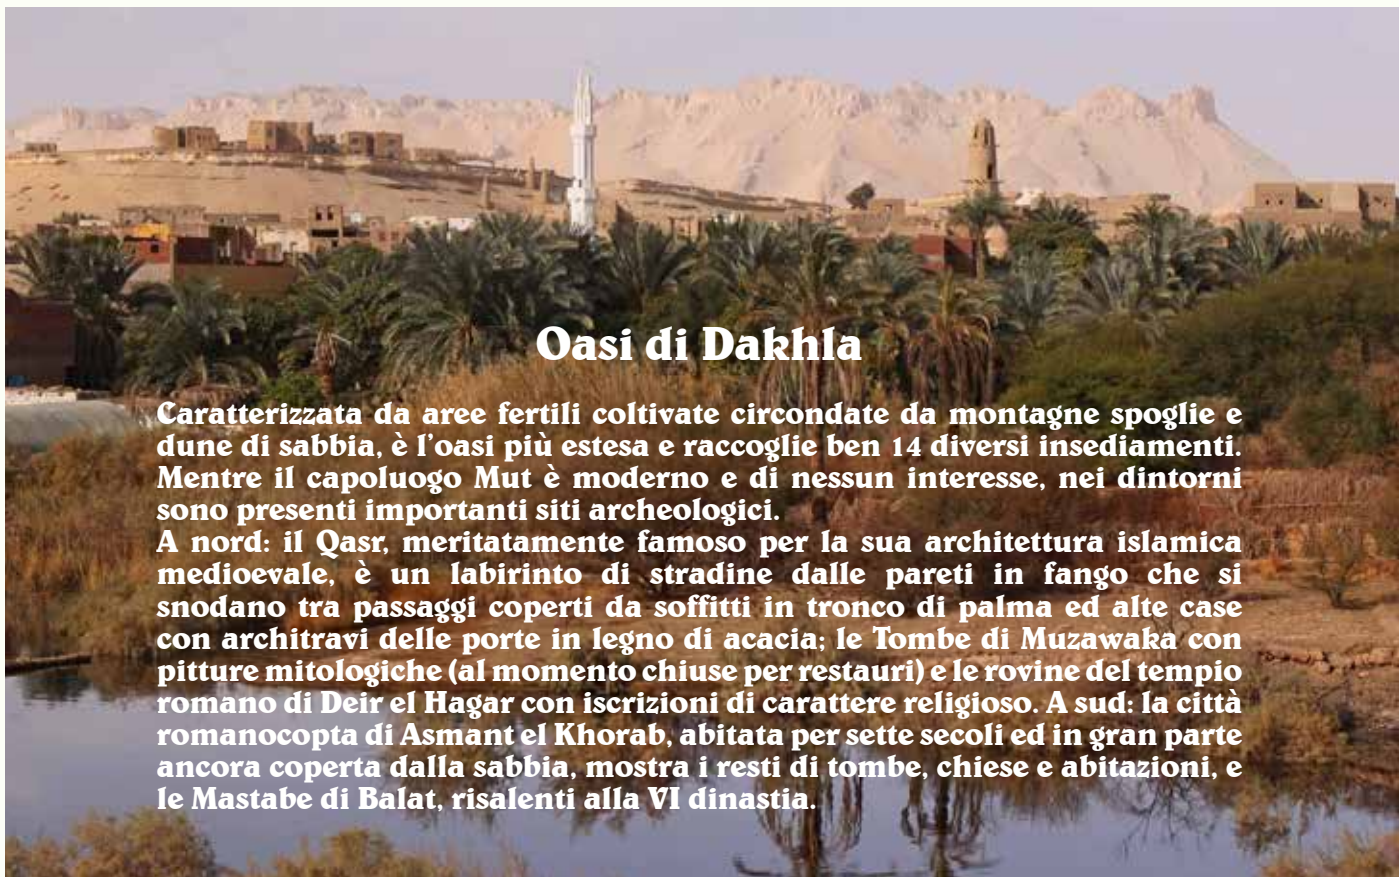 Oasi di Dakhla
Caratterizzata da aree fertili coltivate circondate da montagne spoglie e
dune di sabbia, è l'oasi più estesa e raccoglie ben 14 diversi insediamenti.
Mentre il capoluogo Mut è moderno e di nessun interesse, nei dintorni
sono presenti importanti siti archeologici.
A nord: il Qasr, meritatamente famoso per la sua architettura islamica
medioevale, è un labirinto di stradine dalle pareti in fango che si
snodano tra passaggi coperti da soffitti in tronco di palma ed alte case
con architravi delle porte in legno di acacia; le Tombe di Muzawaka con
pitture mitologiche (al momento chiuse per restauri) e le rovine del tempio
romano di Deir el Hagar con iscrizioni di carattere religioso. A sud: la città
romanocopta di Asmant el Khorab, abitata per sette secoli ed in gran parte
ancora coperta dalla sabbia, mostra i resti di tombe, chiese e abitazioni, e
le Mastabe di Balat, risalenti alla VI dinastia.